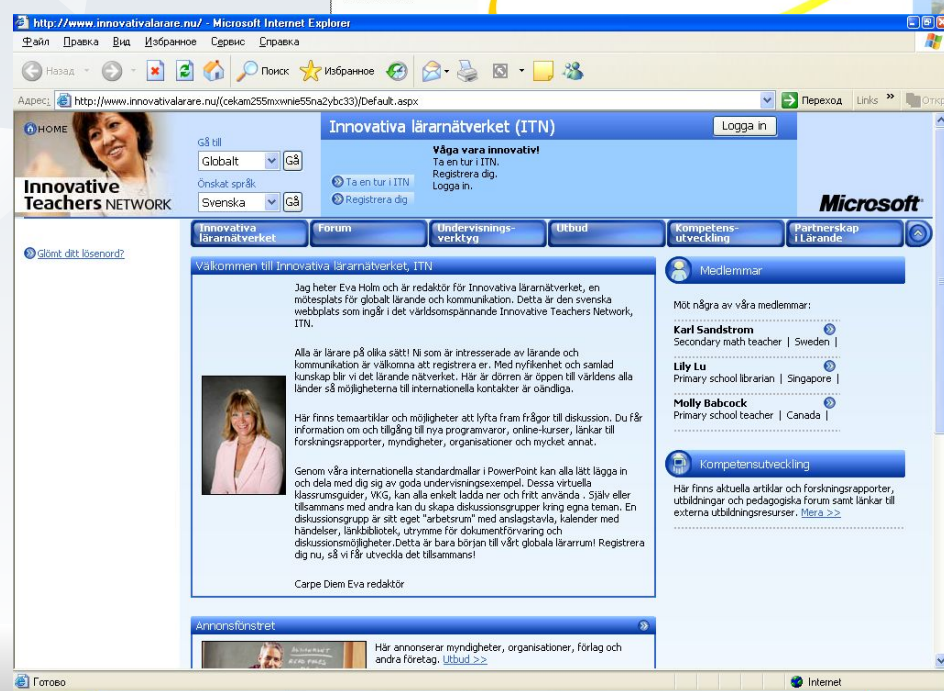 http://www.innovativalarare.nu/ - Microsoft Internet Explorer
Файл Правка Вид Избранное Сервис Справка
Назад Поиск Избранное
Адрес: http://www.innovativalarare.nu/(cekam255mxwnie55na2ybc33)/Default.aspx Переход Links
HOME
Innovative
Teachers NETWORK
Gå till
Globalt Gå
Önskat språk
Svenska Gå
Innovativa lärarnätverket (ITN)
Logga in
Våga vara innovativ!
Ta en tur i ITN.
Registrera dig.
Logga in.
Ta en tur i ITN
Registrera dig
Microsoft
Innovativa
lärarnätverket
Forum
Undervisnings-
verktyg
Utbud
Kompetens-
utveckling
Partnerskap
i Lärande
Glömt ditt lösenord?
Välkommen till Innovativa lärarnätverket, ITN
Jag heter Eva Holm och är redaktör för Innovativa lärarnätverket, en
mötesplats för globalt lärande och kommunikation. Detta är den svenska
webbplats som ingår i det världsomspännande Innovative Teachers Network,
ITN.
Alla är lärare på olika sätt! Ni som är intresserade av lärande och
kommunikation är välkomna att registrera er. Med nyfikenhet och samlad
kunskap blir vi det lärande nätverket. Här är dörren är öppen till världens alla
länder så möjligheterna till internationella kontakter är oändliga.
Här finns temaartiklar och möjligheter att lyfta fram frågor till diskussion. Du får
information om och tillgång til nya programvaror, online-kurser, länkar till
forskningsrapporter, myndigheter, organisationer och mycket annat.
Genom våra internationella standardmallar i PowerPoint kan alla lätt lägga in
och dela med dig sig av goda undervisningsexempel. Dessa virtuella
klassrumsguider, VKG, kan alla enkelt ladda ner och fritt använda . Själv eller
tillsammans med andra kan du skapa diskussionsgrupper kring egna teman. En
diskussionsgrupp är sitt eget "arbetsrum" med anslagstavla, kalender med
händelser, länkbibliotek, utrymme för dokumentförvaring och
diskussionsmöjligheter.Detta är bara början till vårt globala lärarrum! Registrera
dig nu, så vi får utveckla det tillsammans!
Carpe Diem Eva redaktör
Annonsfönstret
Här annonserar myndigheter, organisationer, förlag och
andra företag. Utbud >>
Medlemmar
Möt några av våra medlemmar:
Karl Sandstrom
Secondary math teacher | Sweden |
Lily Lu
Primary school librarian | Singapore |
Molly Babcock
Primary school teacher | Canada |
Kompetensutveckling
Här finns aktuella artiklar och forskningsrapporter,
utbildningar och pedagogiska forum samt länkar till
externa utbildningsresurser. Mera >>
Готово Internet